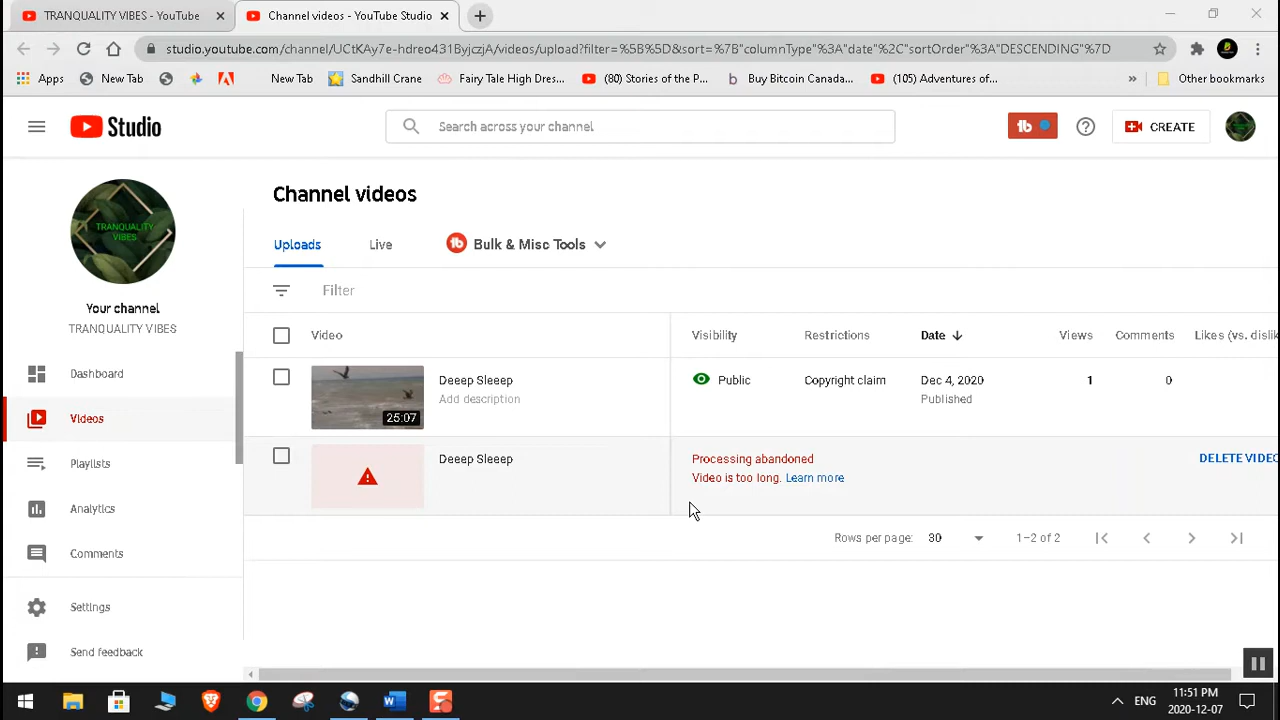 TRANQUALITY VIBES - YouTube
Channel videos - YouTube Studio
studio.youtube.com/channel/UCtKAy7e-hdreo431ByjczjA/videos/upload?filter=%5B%5D&sort=%7B"columnType"%3A"date"%2C"sortOrder"%3A"DESCENDING"%7D
Apps
New Tab
New Tab
Sandhill Crane
Fairy Tale High Dres...
(80) Stories of the P...
Buy Bitcoin Canada...
(105) Adventures of...
Other bookmarks
Studio
Search across your channel
tb
CREATE
TRANQUALITY
VIBES
Your channel
TRANQUALITY VIBES
Dashboard
Videos
Playlists
Analytics
Comments
Settings
Send feedback
Channel videos
Uploads
Live
tb
Bulk & Misc Tools
Filter
Video
Visibility
Restrictions
Date
Views
Comments
Likes (vs. dislik
25:07
Deeep Sleeep
Add description
Public
Copyright claim
Dec 4, 2020
Published
1
0
Deeep Sleeep
Processing abandoned
Video is too long. Learn more
DELETE VIDEO
Rows per page: 30
1–2 of 2
ENG
11:51 PM
2020-12-07